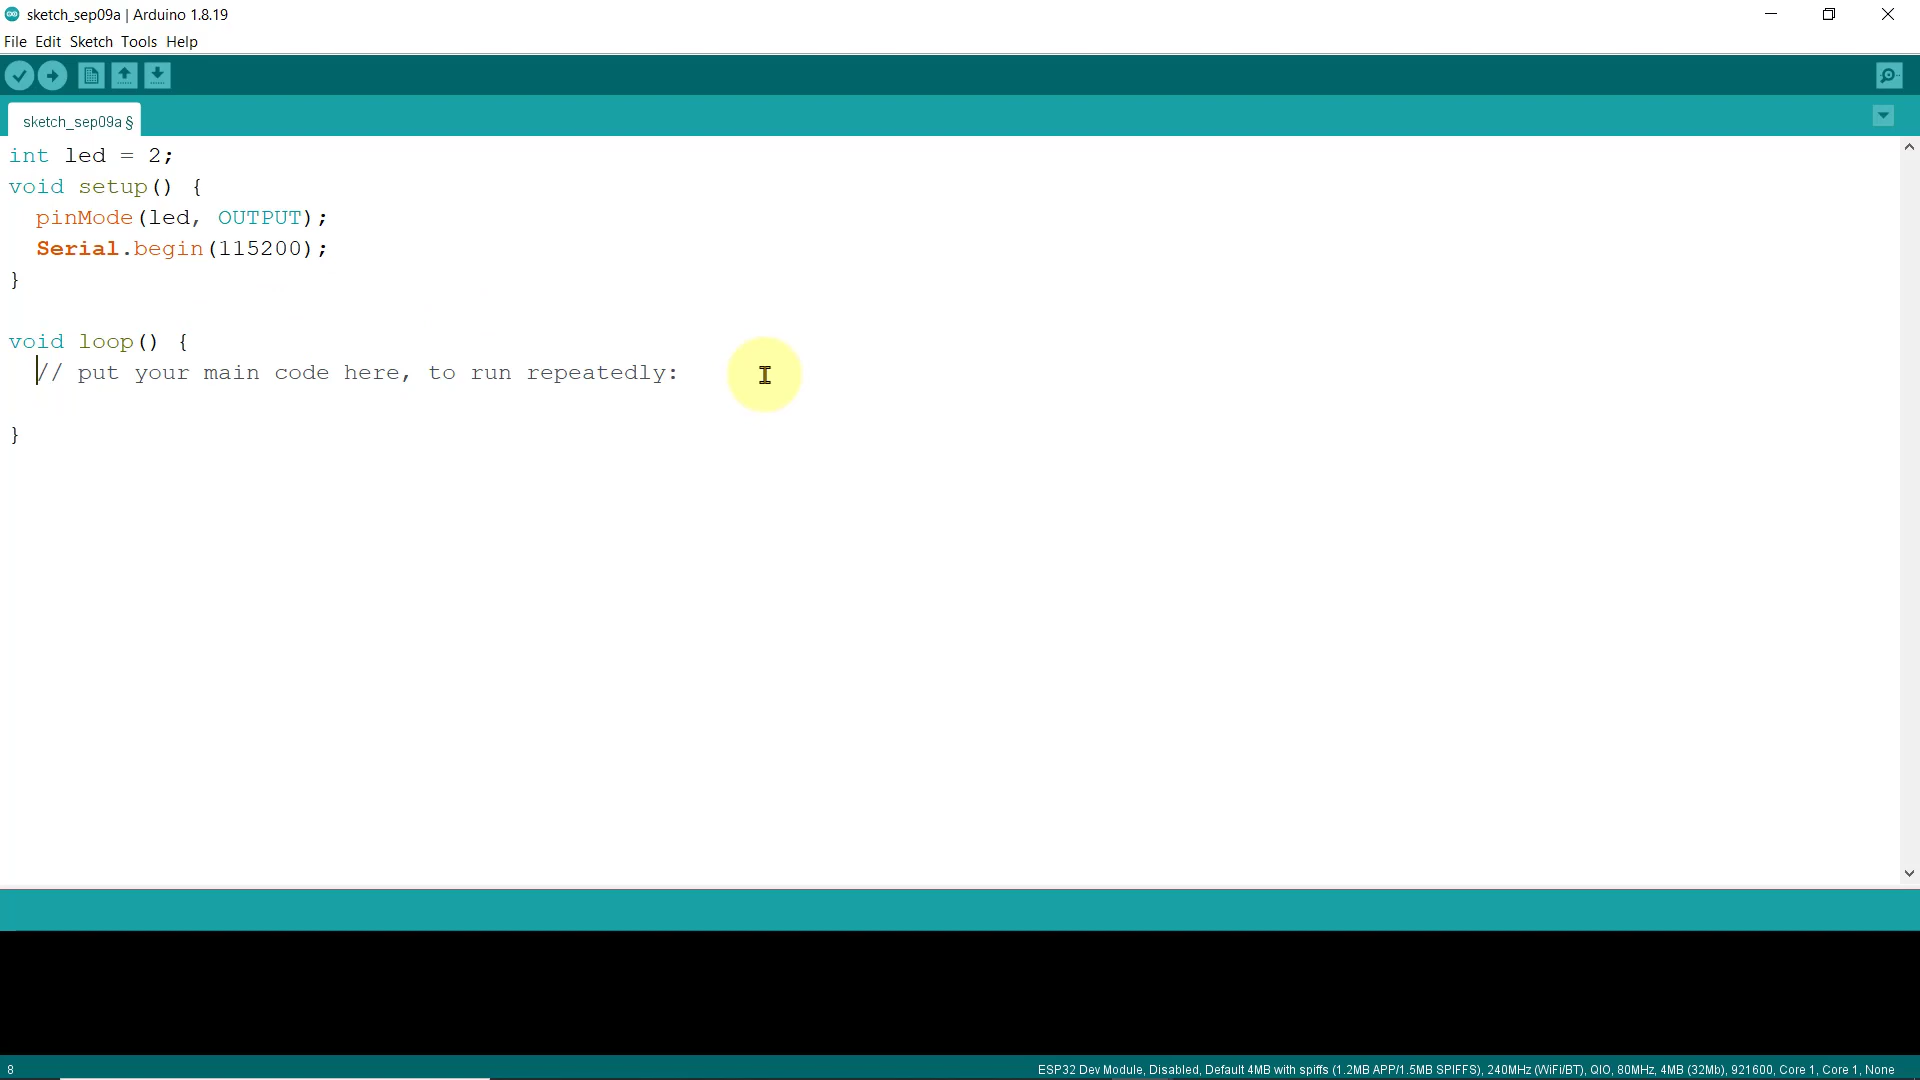 sketch_sep09a | Arduino 1.8.19
File Edit Sketch Tools Help
sketch_sep09a §
int led = 2;
void setup() {
  pinMode(led, OUTPUT);
  Serial.begin(115200);
}
void loop() {
  // put your main code here, to run repeatedly:
}
8
ESP32 Dev Module, Disabled, Default 4MB with spiffs (1.2MB APP/1.5MB SPIFFS), 240MHz (WiFi/BT), QIO, 80MHz, 4MB (32Mb), 921600, Core 1, Core 1, None